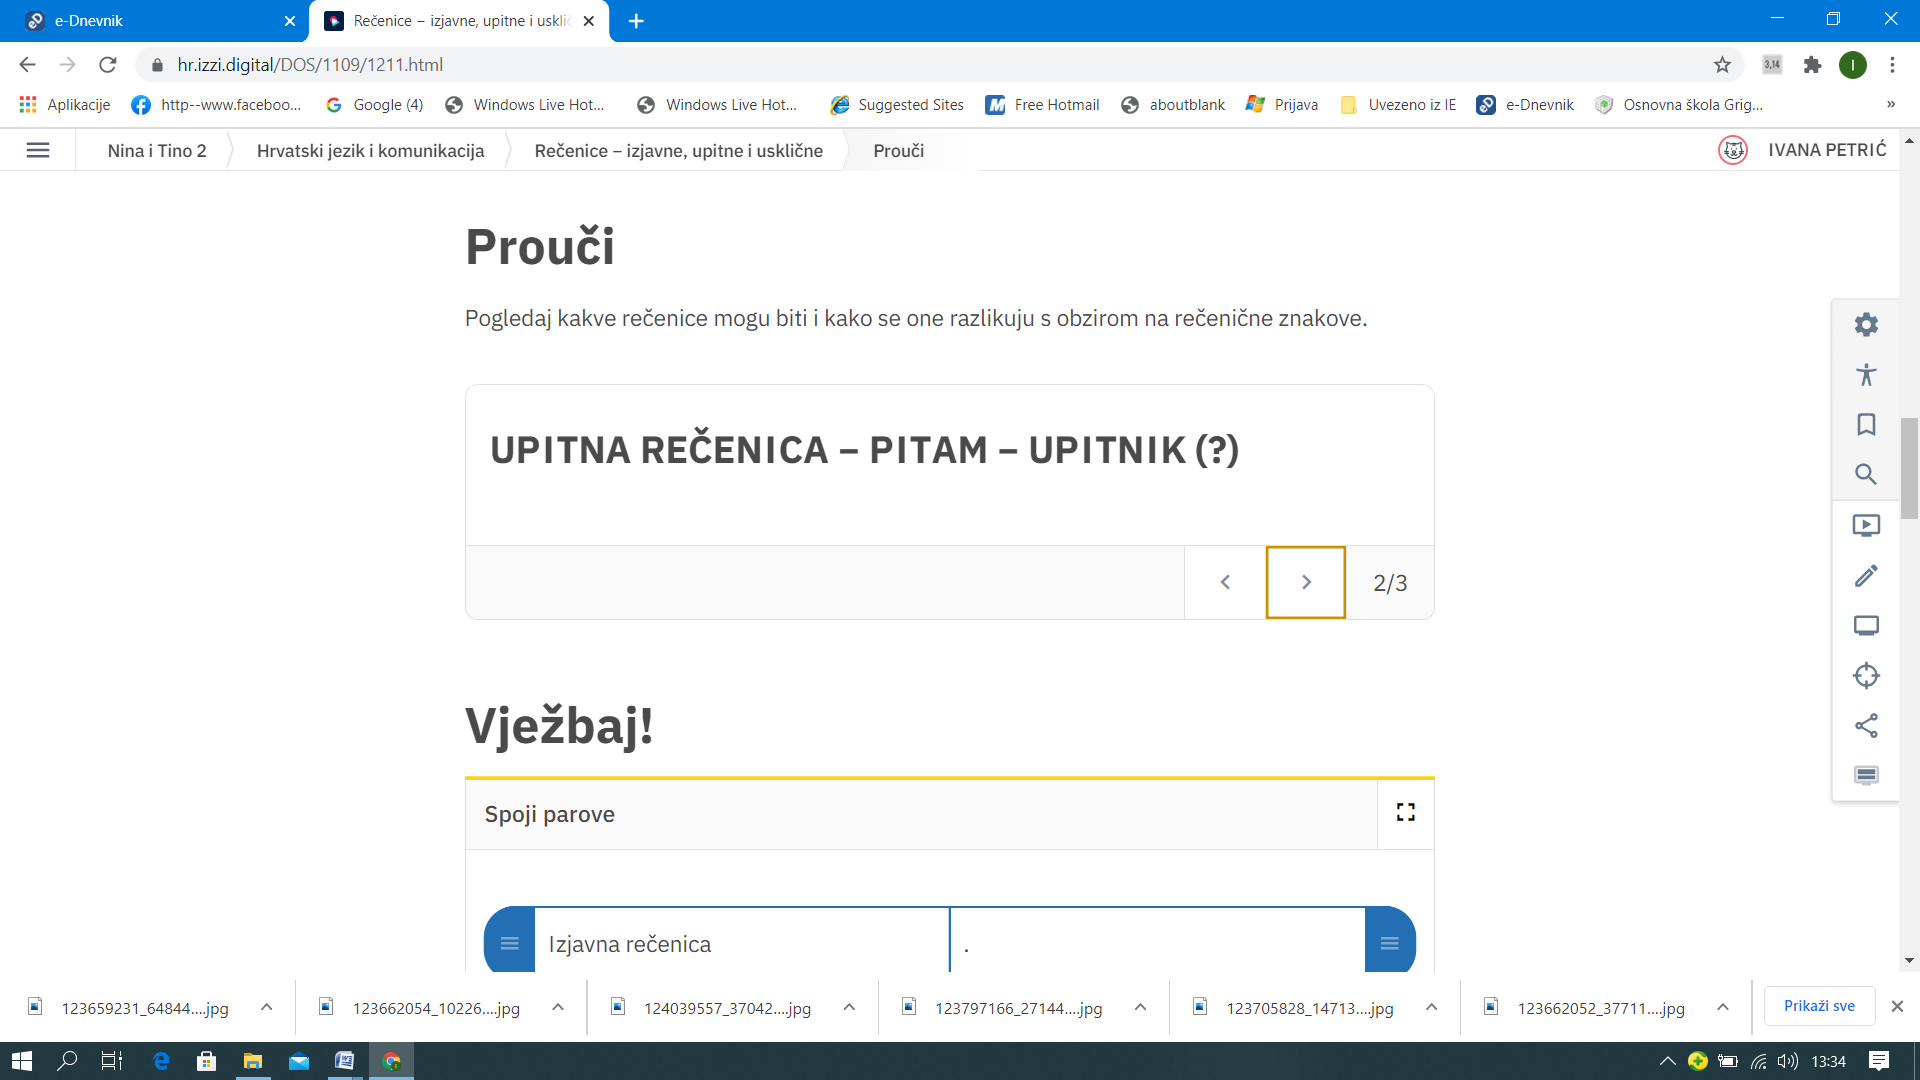 e-Dnevnik
Rečenice – izjavne, upitne i usklič
hr.izzi.digital/DOS/1109/1211.html
3,14
I
Aplikacije
http--www.faceboo...
Google (4)
Windows Live Hot...
Windows Live Hot...
Suggested Sites
Free Hotmail
aboutblank
Prijava
Uvezeno iz IE
e-Dnevnik
Osnovna škola Grig...
»
Nina i Tino 2
Hrvatski jezik i komunikacija
Rečenice – izjavne, upitne i usklične
Prouči
IVANA PETRIĆ
Prouči
Pogledaj kakve rečenice mogu biti i kako se one razlikuju s obzirom na rečenične znakove.
UPITNA REČENICA – PITAM – UPITNIK (?)
2/3
Vježbaj!
Spoji parove
Izjavna rečenica
.
123659231_64844....jpg
123662054_10226....jpg
124039557_37042....jpg
123797166_27144....jpg
123705828_14713....jpg
123662052_37711....jpg
Prikaži sve
13:34